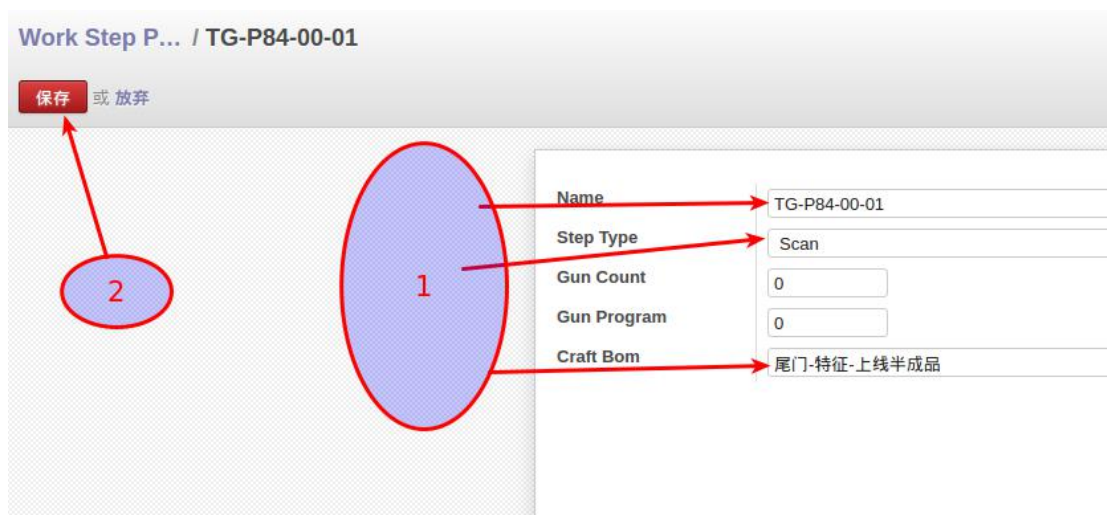 Work Step P... / TG-P84-00-01
保存 或 放弃
Name TG-P84-00-01
Step Type Scan
Gun Count 0
Gun Program 0
Craft Bom 尾门-特征-上线半成品
1
2